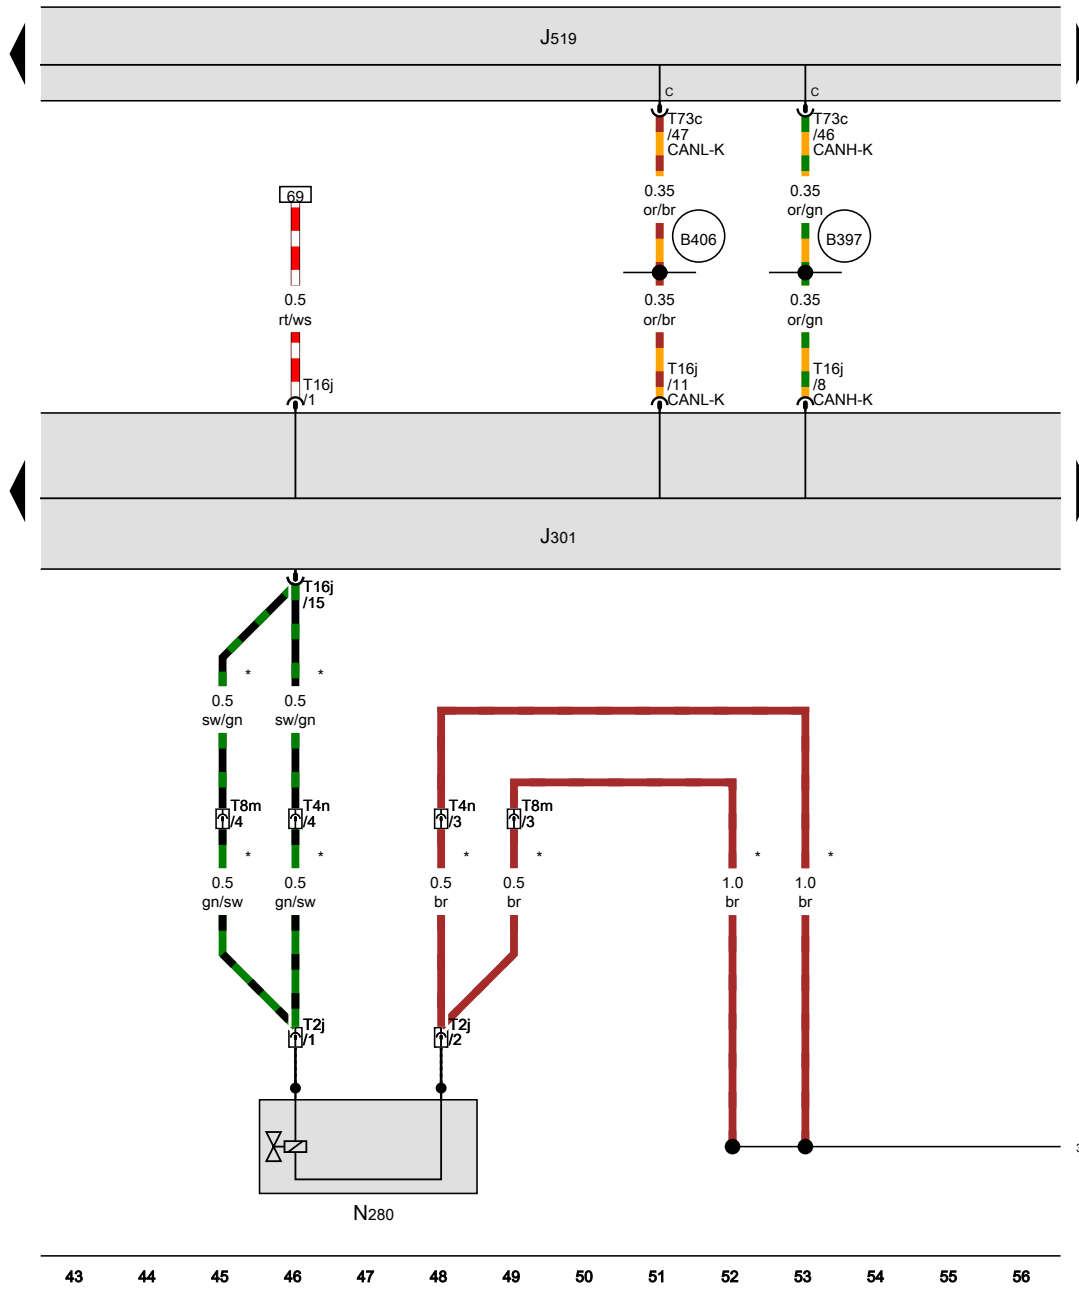 J519
c
c
T73c
/47
CANL-K
T73c
/46
CANH-K
69
0.35
or/br
0.35
or/gn
B406
B397
0.5
rt/ws
0.35
or/br
0.35
or/gn
T16j
/1
T16j
/11
CANL-K
T16j
/8
CANH-K
J301
T16j
/15
*
*
0.5
sw/gn
0.5
sw/gn
T8m
/4
T4n
/4
T4n
/3
T8m
/3
*
*
*
*
*
*
0.5
gn/sw
0.5
gn/sw
0.5
br
0.5
br
1.0
br
1.0
br
T2j
/1
T2j
/2
N280
43 44 45 46 47 48 49 50 51 52 53 54 55 56